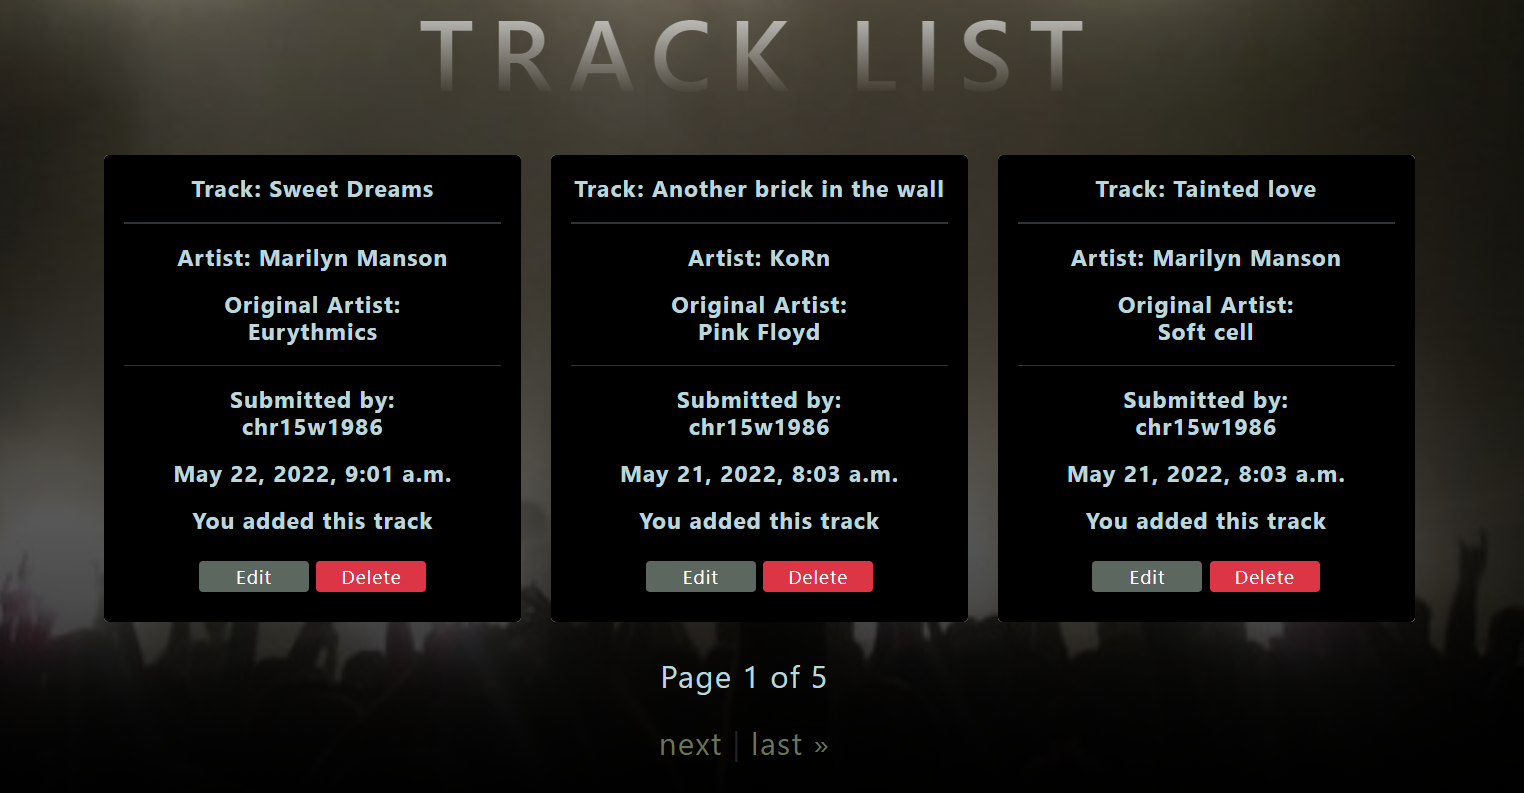 TRACK LIST
Track: Sweet Dreams
Artist: Marilyn Manson
Original Artist:
Eurythmics
Submitted by:
chr15w1986
May 22, 2022, 9:01 a.m.
You added this track
Edit Delete
Track: Another brick in the wall
Artist: KoRn
Original Artist:
Pink Floyd
Submitted by:
chr15w1986
May 21, 2022, 8:03 a.m.
You added this track
Edit Delete
Track: Tainted love
Artist: Marilyn Manson
Original Artist:
Soft cell
Submitted by:
chr15w1986
May 21, 2022, 8:03 a.m.
You added this track
Edit Delete
Page 1 of 5
next | last »